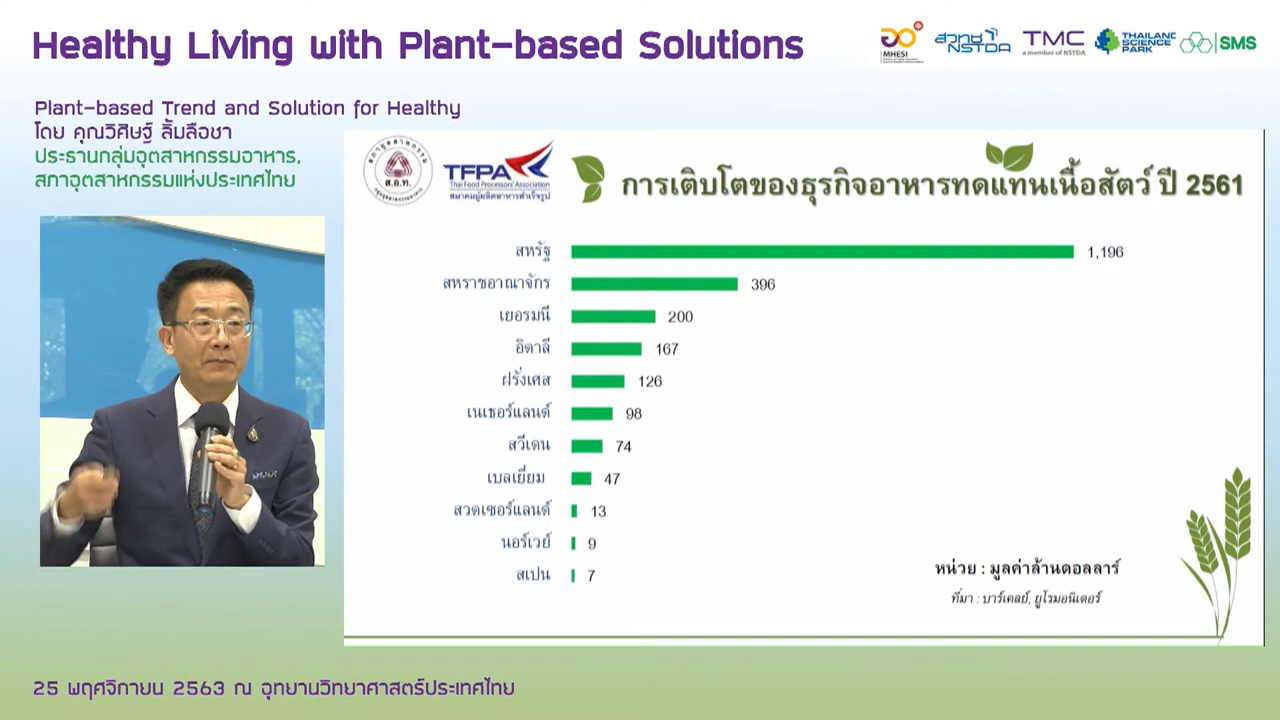 Healthy Living with Plant-based Solutions
MHESI
สวทช
NSTDA
TMC
a member of NSTDA
THAILAND
SCIENCE
PARK
SMS
Plant-based Trend and Solution for Healthy
โดย คุณวิศิษฐ์ ลิ้มลือชา
ประธานกลุ่มอุตสาหกรรมอาหาร,
สภาอุตสาหกรรมแห่งประเทศไทย
ส.อ.ท.
TFPA
Thai Food Processors' Association
สมาคมผู้ผลิตอาหารสำเร็จรูป
การเติบโตของธุรกิจอาหารทดแทนเนื้อสัตว์ ปี 2561
สหรัฐ 1,196
สหราชอาณาจักร 396
เยอรมนี 200
อิตาลี 167
ฝรั่งเศส 126
เนเธอร์แลนด์ 98
สวีเดน 74
เบลเยี่ยม 47
สวตเซอร์แลนด์ 13
นอร์เวย์ 9
สเปน 7
หน่วย : มูลค่าล้านดอลลาร์
ที่มา : บาร์เคลย์, ยูโรมอนิเตอร์
25 พฤศจิกายน 2563 ณ อุทยานวิทยาศาสตร์ประเทศไทย